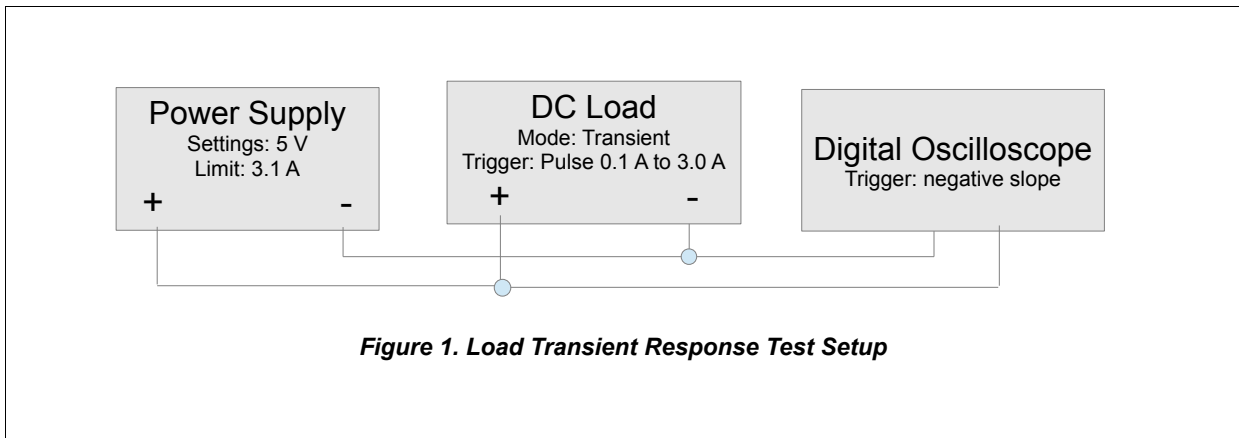 Power Supply
Settings: 5 V
Limit: 3.1 A
+ -
DC Load
Mode: Transient
Trigger: Pulse 0.1 A to 3.0 A
+ -
Digital Oscilloscope
Trigger: negative slope
Figure 1. Load Transient Response Test Setup